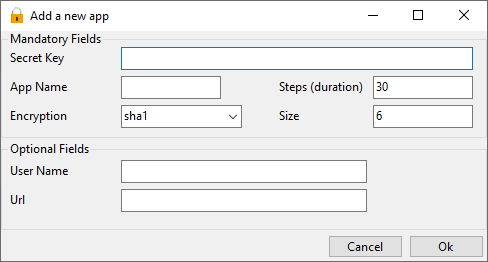 Add a new app
Mandatory Fields
Secret Key
App Name
Steps (duration) 30
Encryption sha1
Size 6
Optional Fields
User Name
Url
Cancel Ok